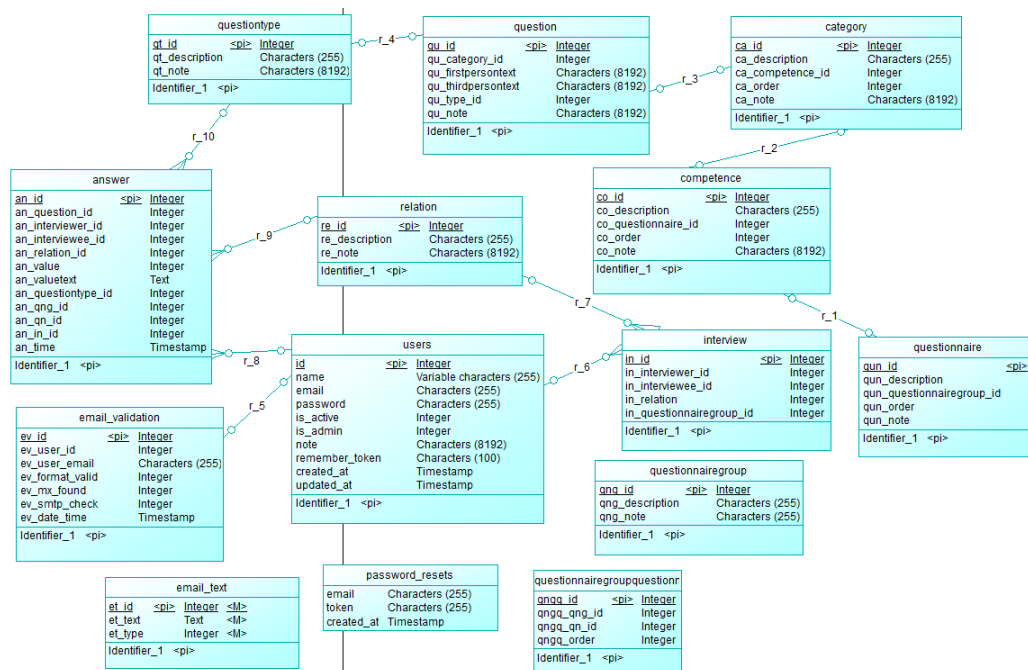 questiontype
qt_id <pi> Integer
qt_description Characters (255)
qt_note Characters (8192)
Identifier_1 <pi>
r_4
question
qu_id <pi> Integer
qu_category_id Integer
qu_firstpersontext Characters (8192)
qu_thirdpersontext Characters (8192)
qu_type_id Integer
qu_note Characters (8192)
Identifier_1 <pi>
r_3
category
ca_id <pi> Integer
ca_description Characters (255)
ca_competence_id Integer
ca_order Integer
ca_note Characters (8192)
Identifier_1 <pi>
r_10
r_2
answer
an_id <pi> Integer
an_question_id Integer
an_interviewer_id Integer
an_interviewee_id Integer
an_relation_id Integer
an_value Integer
an_valuetext Text
an_questiontype_id Integer
an_qng_id Integer
an_qn_id Integer
an_in_id Integer
an_time Timestamp
Identifier_1 <pi>
r_9
relation
re_id <pi> Integer
re_description Characters (255)
re_note Characters (8192)
Identifier_1 <pi>
competence
co_id <pi> Integer
co_description Characters (255)
co_questionnaire_id Integer
co_order Integer
co_note Characters (8192)
Identifier_1 <pi>
r_7
r_1
r_8
users
id <pi> Integer
name Variable characters (255)
email Characters (255)
password Characters (255)
is_active Integer
is_admin Integer
note Characters (8192)
remember_token Characters (100)
created_at Timestamp
updated_at Timestamp
Identifier_1 <pi>
r_6
interview
in_id <pi> Integer
in_interviewer_id Integer
in_interviewee_id Integer
in_relation Integer
in_questionnairegroup_id Integer
Identifier_1 <pi>
questionnaire
qun_id <pi>
qun_description
qun_questionnairegroup_id
qun_order
qun_note
Identifier_1 <pi>
r_5
email_validation
ev_id <pi> Integer
ev_user_id Integer
ev_user_email Characters (255)
ev_format_valid Integer
ev_mx_found Integer
ev_smtp_check Integer
ev_date_time Timestamp
Identifier_1 <pi>
questionnairegroup
qng_id <pi> Integer
qng_description Characters (255)
qng_note Characters (255)
Identifier_1 <pi>
email_text
et_id <pi> Integer <M>
et_text Text <M>
et_type Integer <M>
Identifier_1 <pi>
password_resets
email Characters (255)
token Characters (255)
created_at Timestamp
questionnairegroupquestionn
qngq_id <pi> Integer
qngq_qng_id Integer
qngq_qn_id Integer
qngq_order Integer
Identifier_1 <pi>